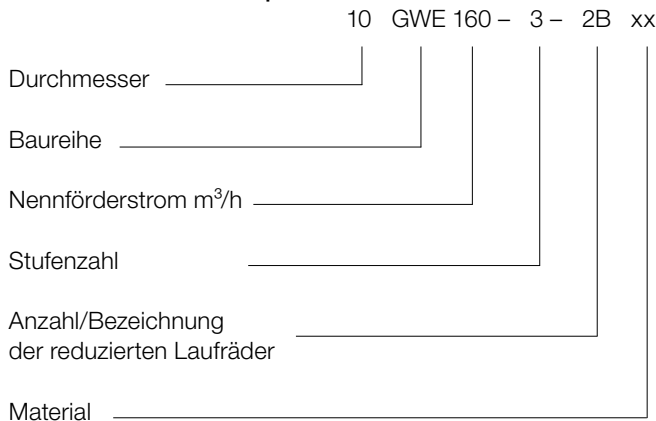 10 GWE 160 – 3 – 2B xx
Durchmesser
Baureihe
Nennförderstrom m³/h
Stufenzahl
Anzahl/Bezeichnung
der reduzierten Laufräder
Material